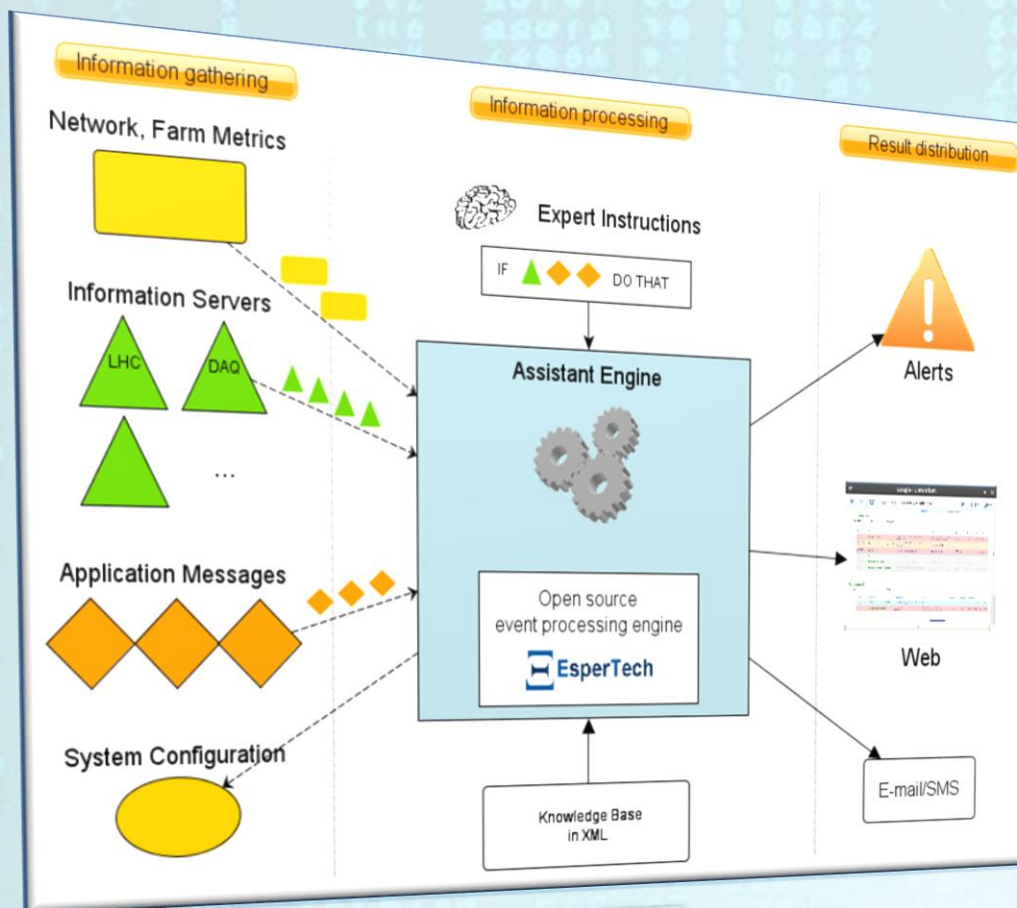 Information gathering
Information processing
Result distribution
Network, Farm Metrics
Information Servers
LHC
DAQ
...
Application Messages
System Configuration
Expert Instructions
IF
DO THAT
Assistant Engine
Open source
event processing engine
EsperTech
Knowledge Base
in XML
Alerts
Web
E-mail/SMS